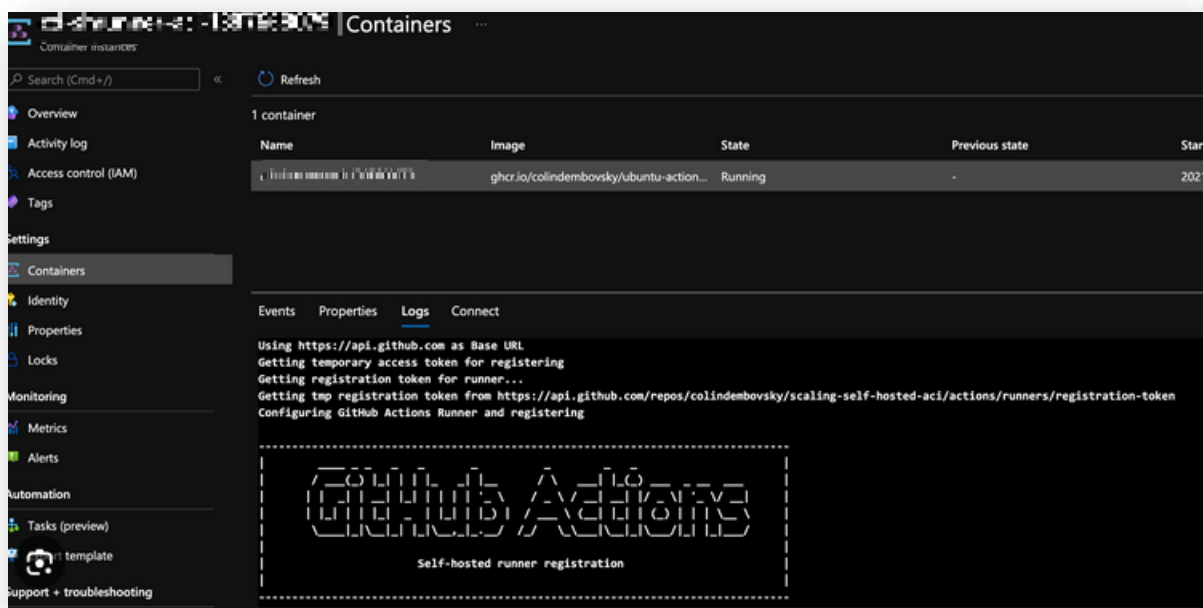 Containers
Container instances
Search (Cmd+/)
«
Refresh
Overview
Activity log
Access control (IAM)
Tags
Settings
Containers
Identity
Properties
Locks
Monitoring
Metrics
Alerts
Automation
Tasks (preview)
template
Support + troubleshooting
1 container
Name Image State Previous state Star
ghcr.io/colindembovsky/ubuntu-action... Running - 2021
Events Properties Logs Connect
Using https://api.github.com as Base URL
Getting temporary access token for registering
Getting registration token for runner...
Getting tmp registration token from https://api.github.com/repos/colindembovsky/scaling-self-hosted-aci/actions/runners/registration-token
Configuring GitHub Actions Runner and registering
GitHub Actions
Self-hosted runner registration